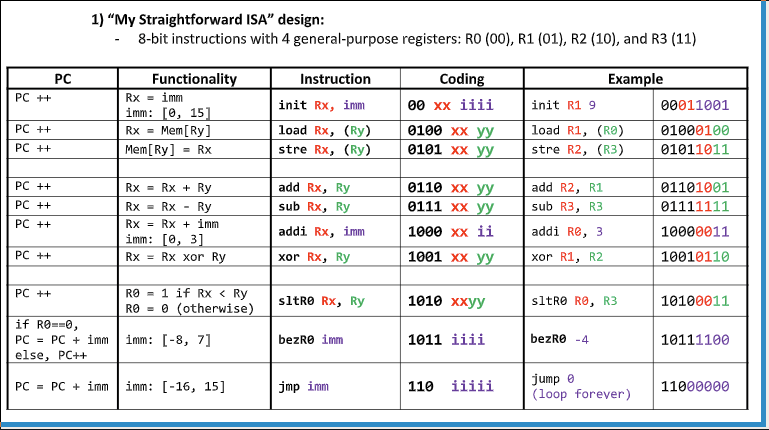 1) “My Straightforward ISA” design:
- 8-bit instructions with 4 general-purpose registers: R0 (00), R1 (01), R2 (10), and R3 (11)
PC Functionality Instruction Coding Example
PC ++ Rx = imm init Rx, imm 00 xx iiii init R1 9 00011001
imm: [0, 15]
PC ++ Rx = Mem[Ry] load Rx, (Ry) 0100 xx yy load R1, (R0) 01000100
PC ++ Mem[Ry] = Rx stre Rx, (Ry) 0101 xx yy stre R2, (R3) 01011011
PC ++ Rx = Rx + Ry add Rx, Ry 0110 xx yy add R2, R1 01101001
PC ++ Rx = Rx - Ry sub Rx, Ry 0111 xx yy sub R3, R3 01111111
PC ++ Rx = Rx + imm addi Rx, imm 1000 xx ii addi R0, 3 10000011
imm: [0, 3]
PC ++ Rx = Rx xor Ry xor Rx, Ry 1001 xx yy xor R1, R2 10010110
PC ++ R0 = 1 if Rx < Ry sltR0 Rx, Ry 1010 xxyy sltR0 R0, R3 10100011
R0 = 0 (otherwise)
if R0==0,
PC = PC + imm imm: [-8, 7] bezR0 imm 1011 iiii bezR0 -4 10111100
else, PC++
PC = PC + imm imm: [-16, 15] jmp imm 110 iiiii jump 0 11000000
(loop forever)